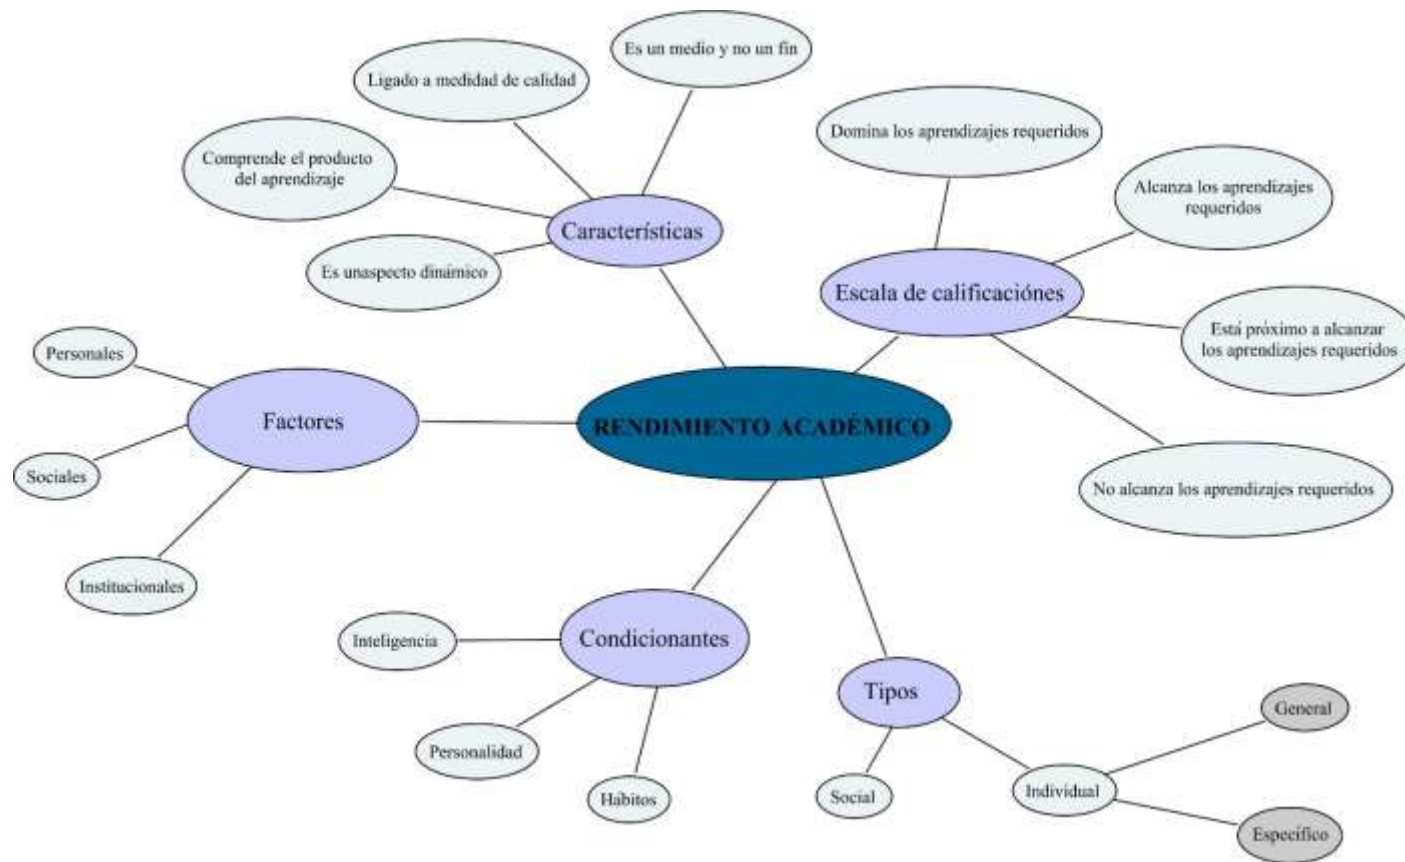 Es un medio y no un fin
Ligado a medidad de calidad
Comprende el producto
del aprendizaje
Características
Es unaspecto dinámico
Domina los aprendizajes requeridos
Alcanza los aprendizajes
requeridos
Escala de calificaciónes
Está próximo a alcanzar
los aprendizajes requeridos
No alcanza los aprendizajes requeridos
Personales
Factores
Sociales
Institucionales
RENDIMIENTO ACADÉMICO
Condicionantes
Inteligencia
Personalidad
Hábitos
Tipos
Social
Individual
General
Específico